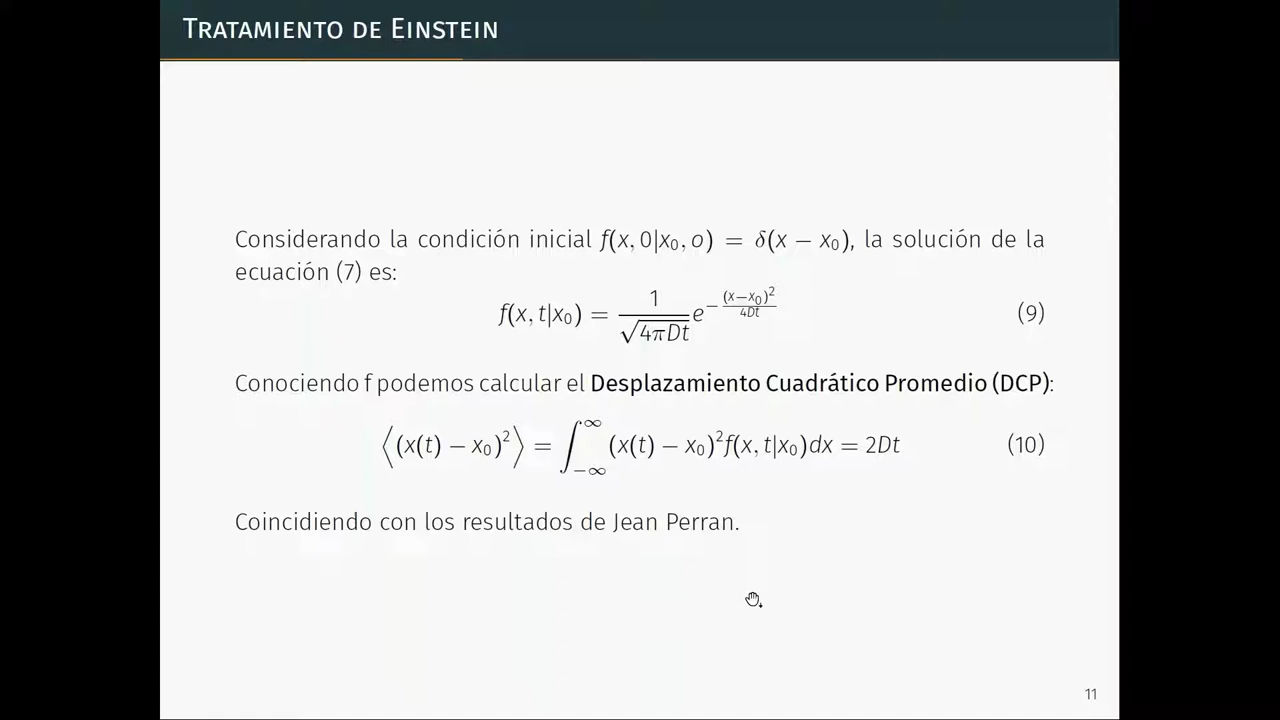 TRATAMIENTO DE EINSTEIN
Considerando la condición inicial f(x, 0|x₀, o) = δ(x − x₀), la solución de la
ecuación (7) es:
f(x, t|x₀) = 1/√(4πDt) e^(−(x−x₀)²/4Dt) (9)
Conociendo f podemos calcular el Desplazamiento Cuadrático Promedio (DCP):
⟨(x(t) − x₀)²⟩ = ∫_{−∞}^{∞} (x(t) − x₀)² f(x, t|x₀)dx = 2Dt (10)
Coincidiendo con los resultados de Jean Perran.
11